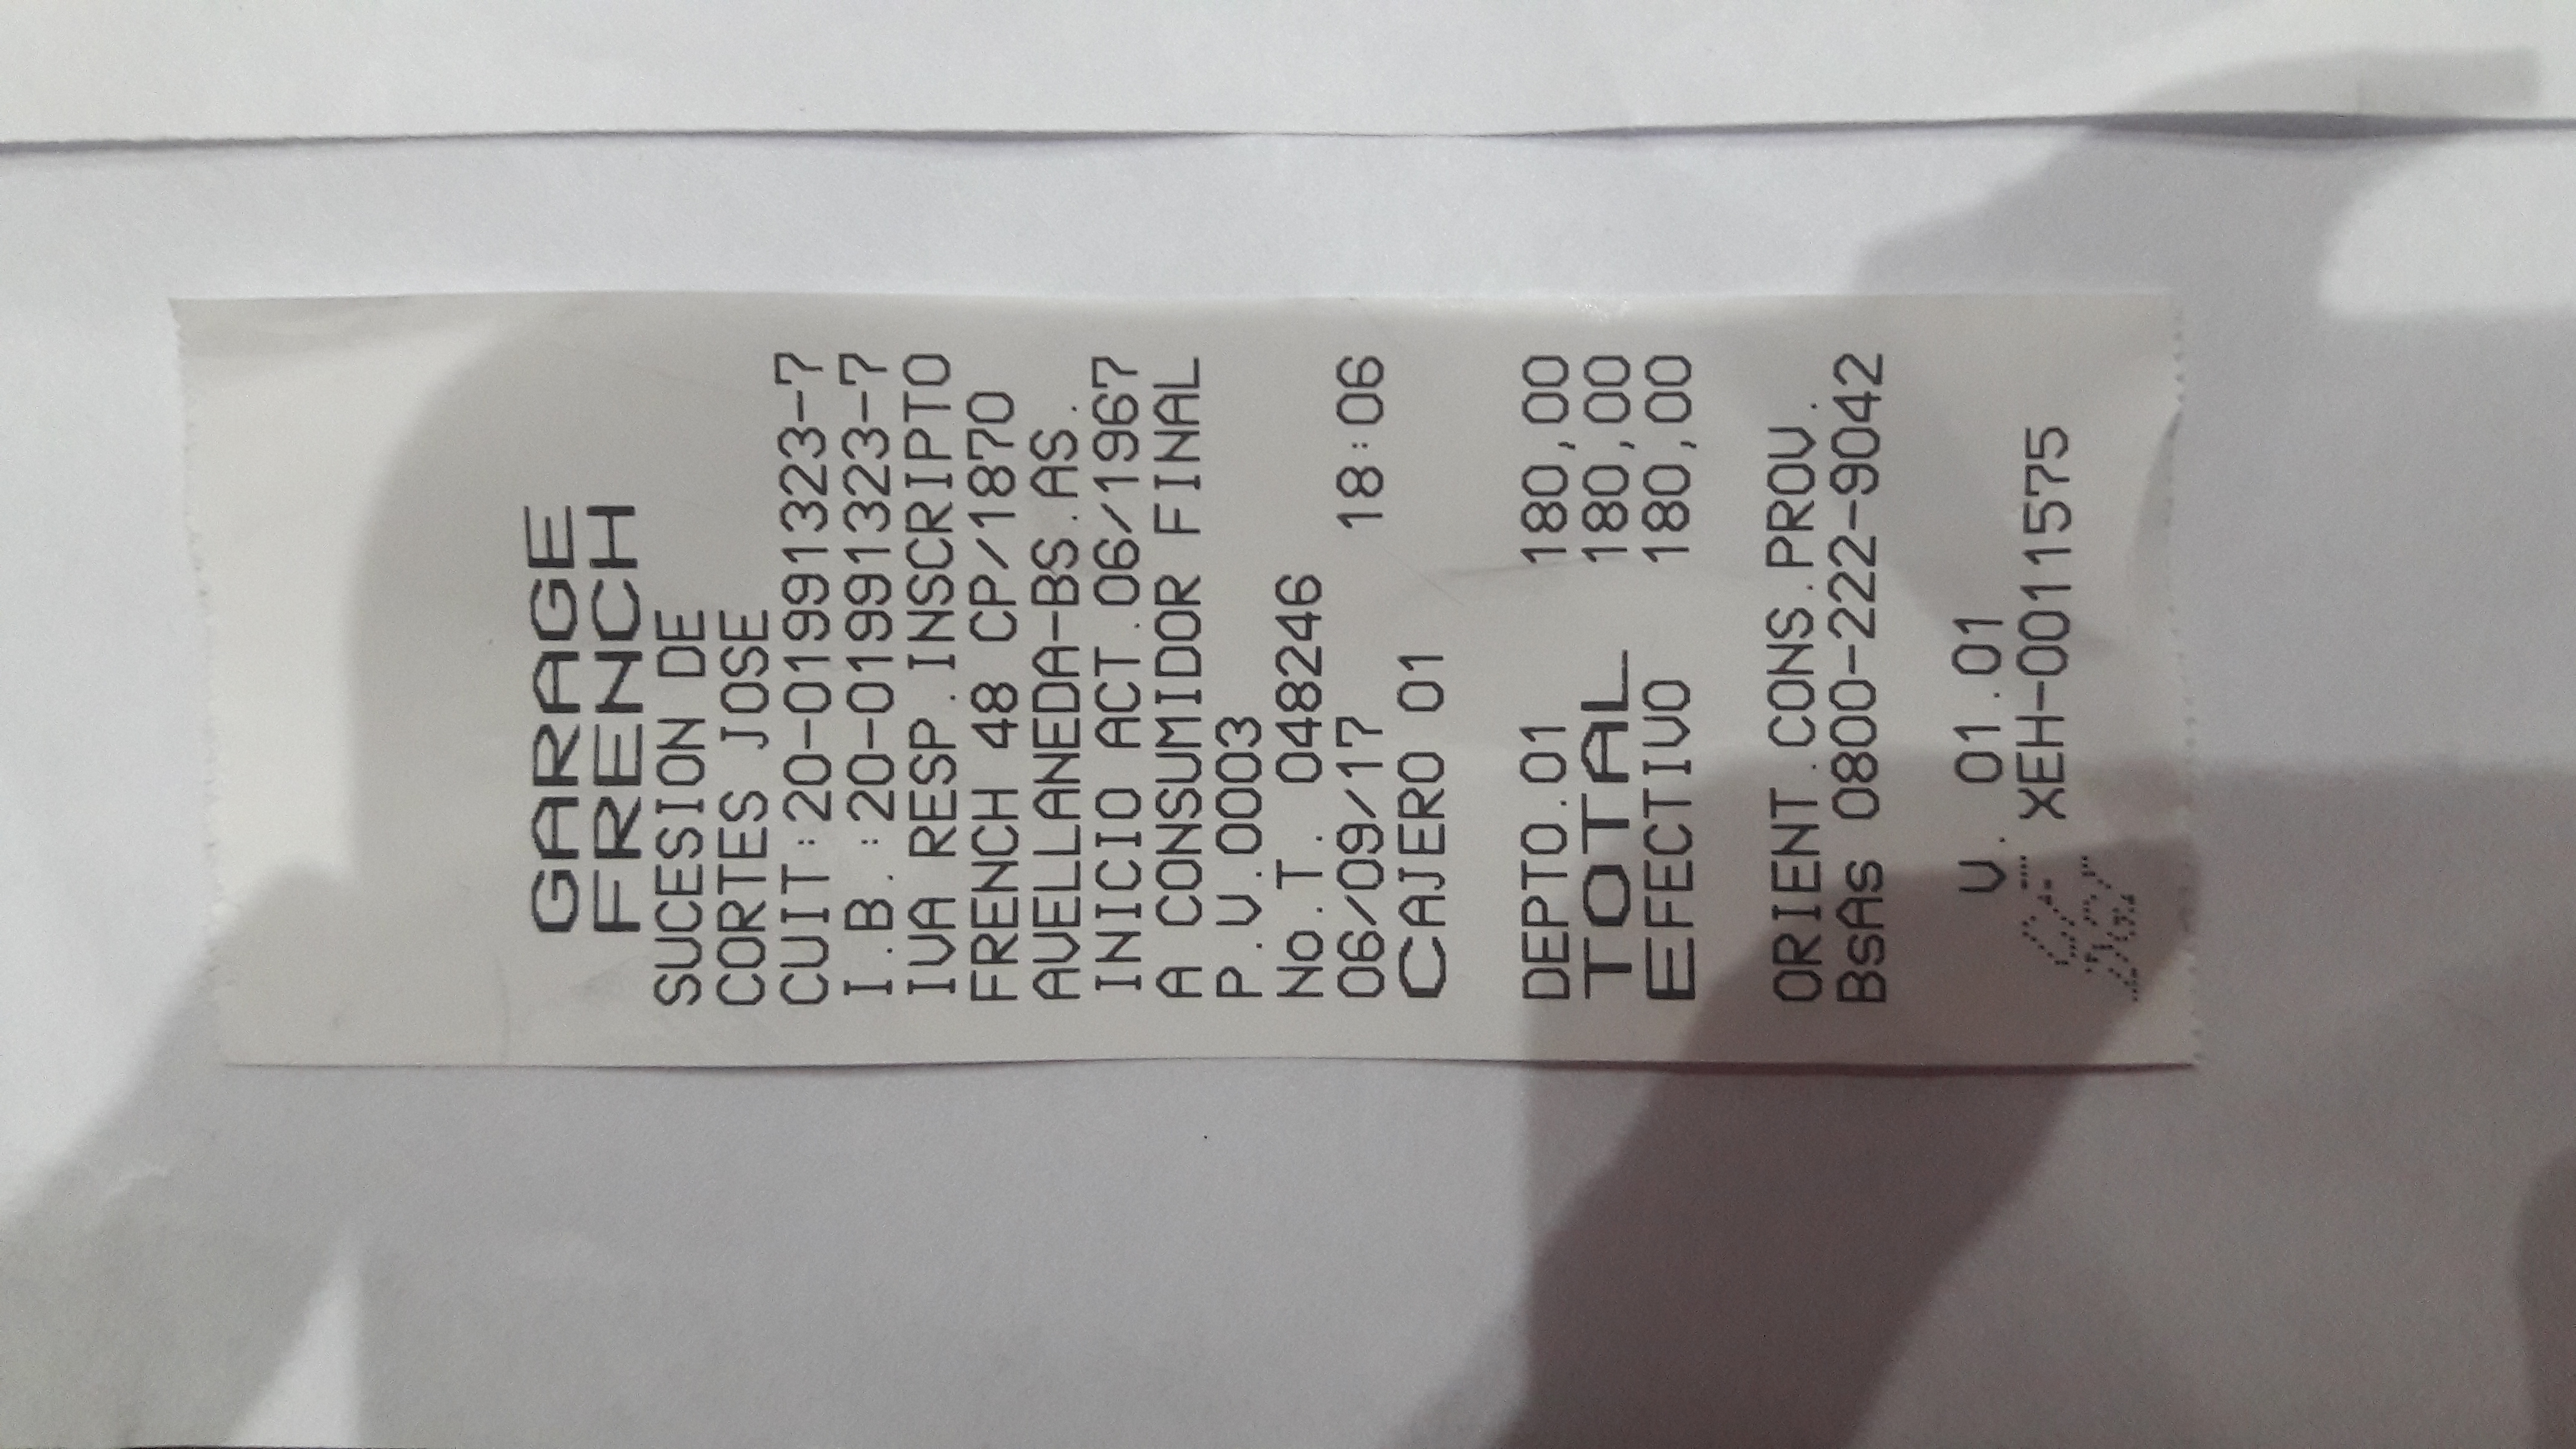 GARAGE
FRENCH
SUCESION DE
CORTES JOSE
CUIT:20-01991323-7
I.B. :20-01991323-7
IVA RESP.INSCRIPTO
FRENCH 48 CP/1870
AVELLANEDA-BS.AS.
INICIO ACT.06/1967
A CONSUMIDOR FINAL
P.V.0003
No.T. 048246
06/09/17 18:06
CAJERO 01
DEPTO.01 180,00
TOTAL 180,00
EFECTIVO 180,00
ORIENT.CONS.PROV.
BsAs 0800-222-9042
V. 01.01
CF XEH-0011575
DGI